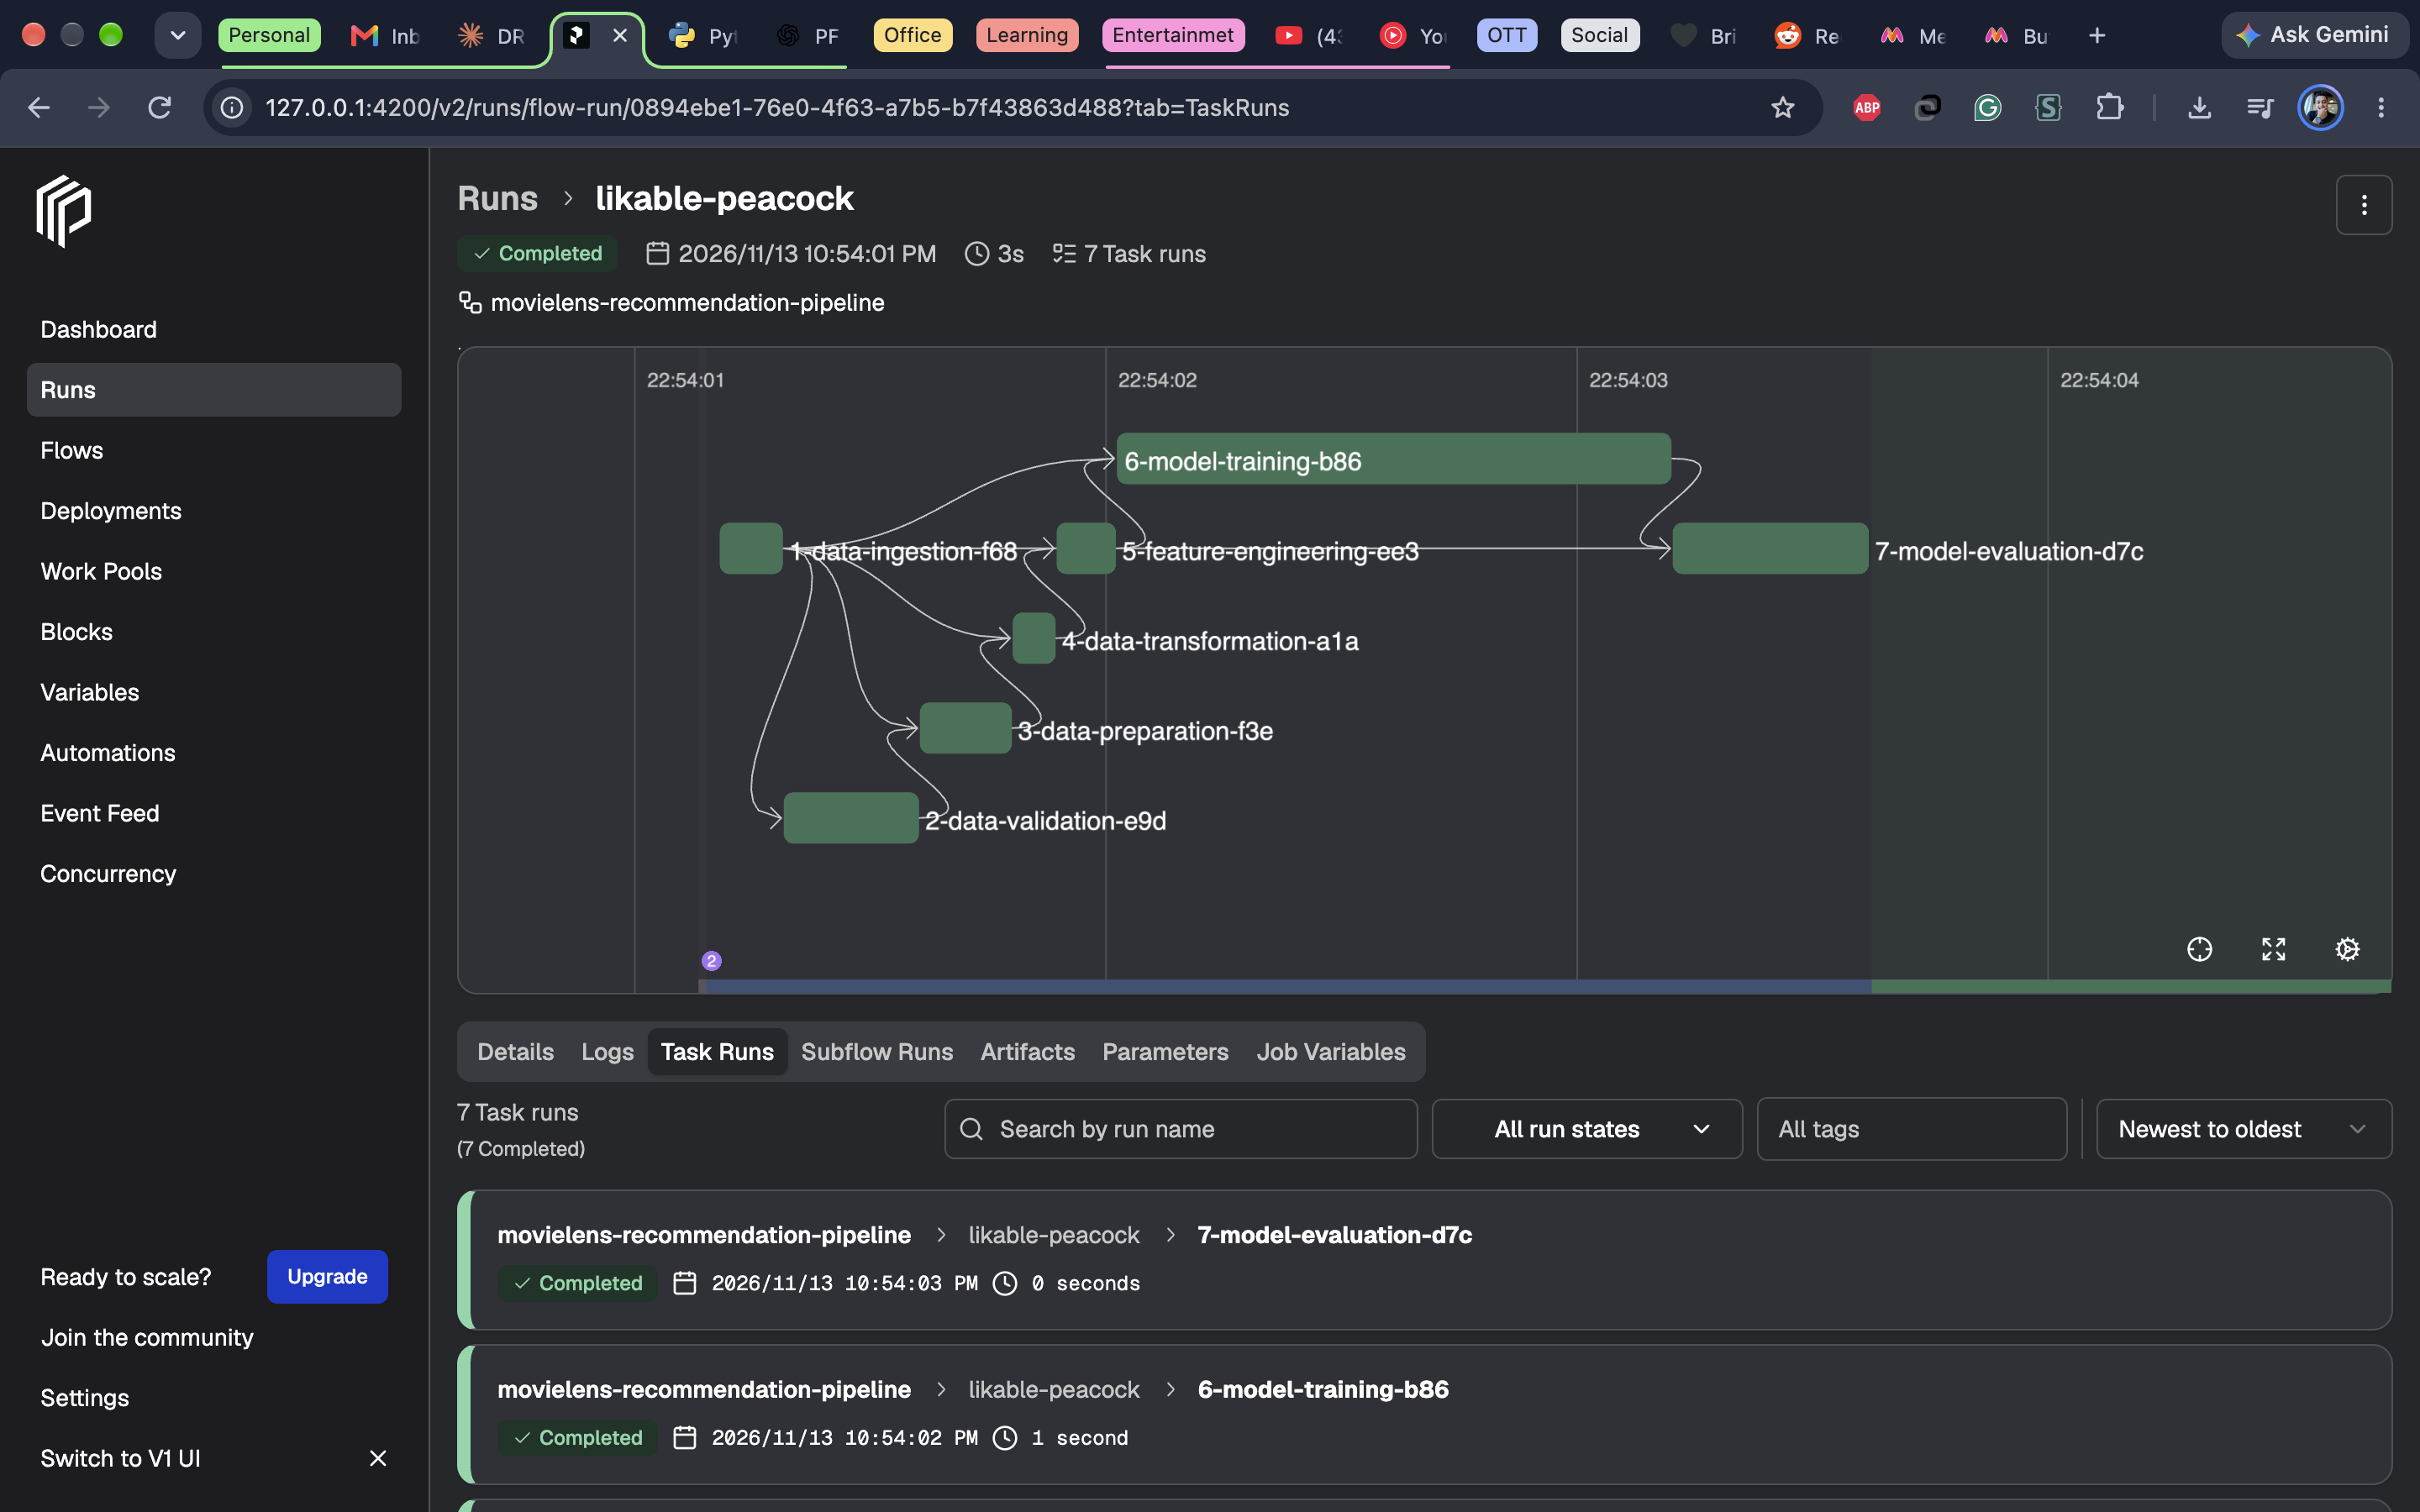 Personal Inb DR Py PF Office Learning Entertainmet (4 You OTT Social Bri Re Me Bu Ask Gemini
127.0.0.1:4200/v2/runs/flow-run/0894ebe1-76e0-4f63-a7b5-b7f43863d488?tab=TaskRuns ABP
Runs > likable-peacock
Completed 2026/11/13 10:54:01 PM 3s 7 Task runs
movielens-recommendation-pipeline
Dashboard
Runs
Flows
Deployments
Work Pools
Blocks
Variables
Automations
Event Feed
Concurrency
Ready to scale? Upgrade
Join the community
Settings
Switch to V1 UI
22:54:01 22:54:02 22:54:03 22:54:04
6-model-training-b86
1-data-ingestion-f68 5-feature-engineering-ee3 7-model-evaluation-d7c
4-data-transformation-a1a
3-data-preparation-f3e
2-data-validation-e9d
2
Details Logs Task Runs Subflow Runs Artifacts Parameters Job Variables
7 Task runs
(7 Completed)
Search by run name All run states All tags Newest to oldest
movielens-recommendation-pipeline > likable-peacock > 7-model-evaluation-d7c
Completed 2026/11/13 10:54:03 PM 0 seconds
movielens-recommendation-pipeline > likable-peacock > 6-model-training-b86
Completed 2026/11/13 10:54:02 PM 1 second